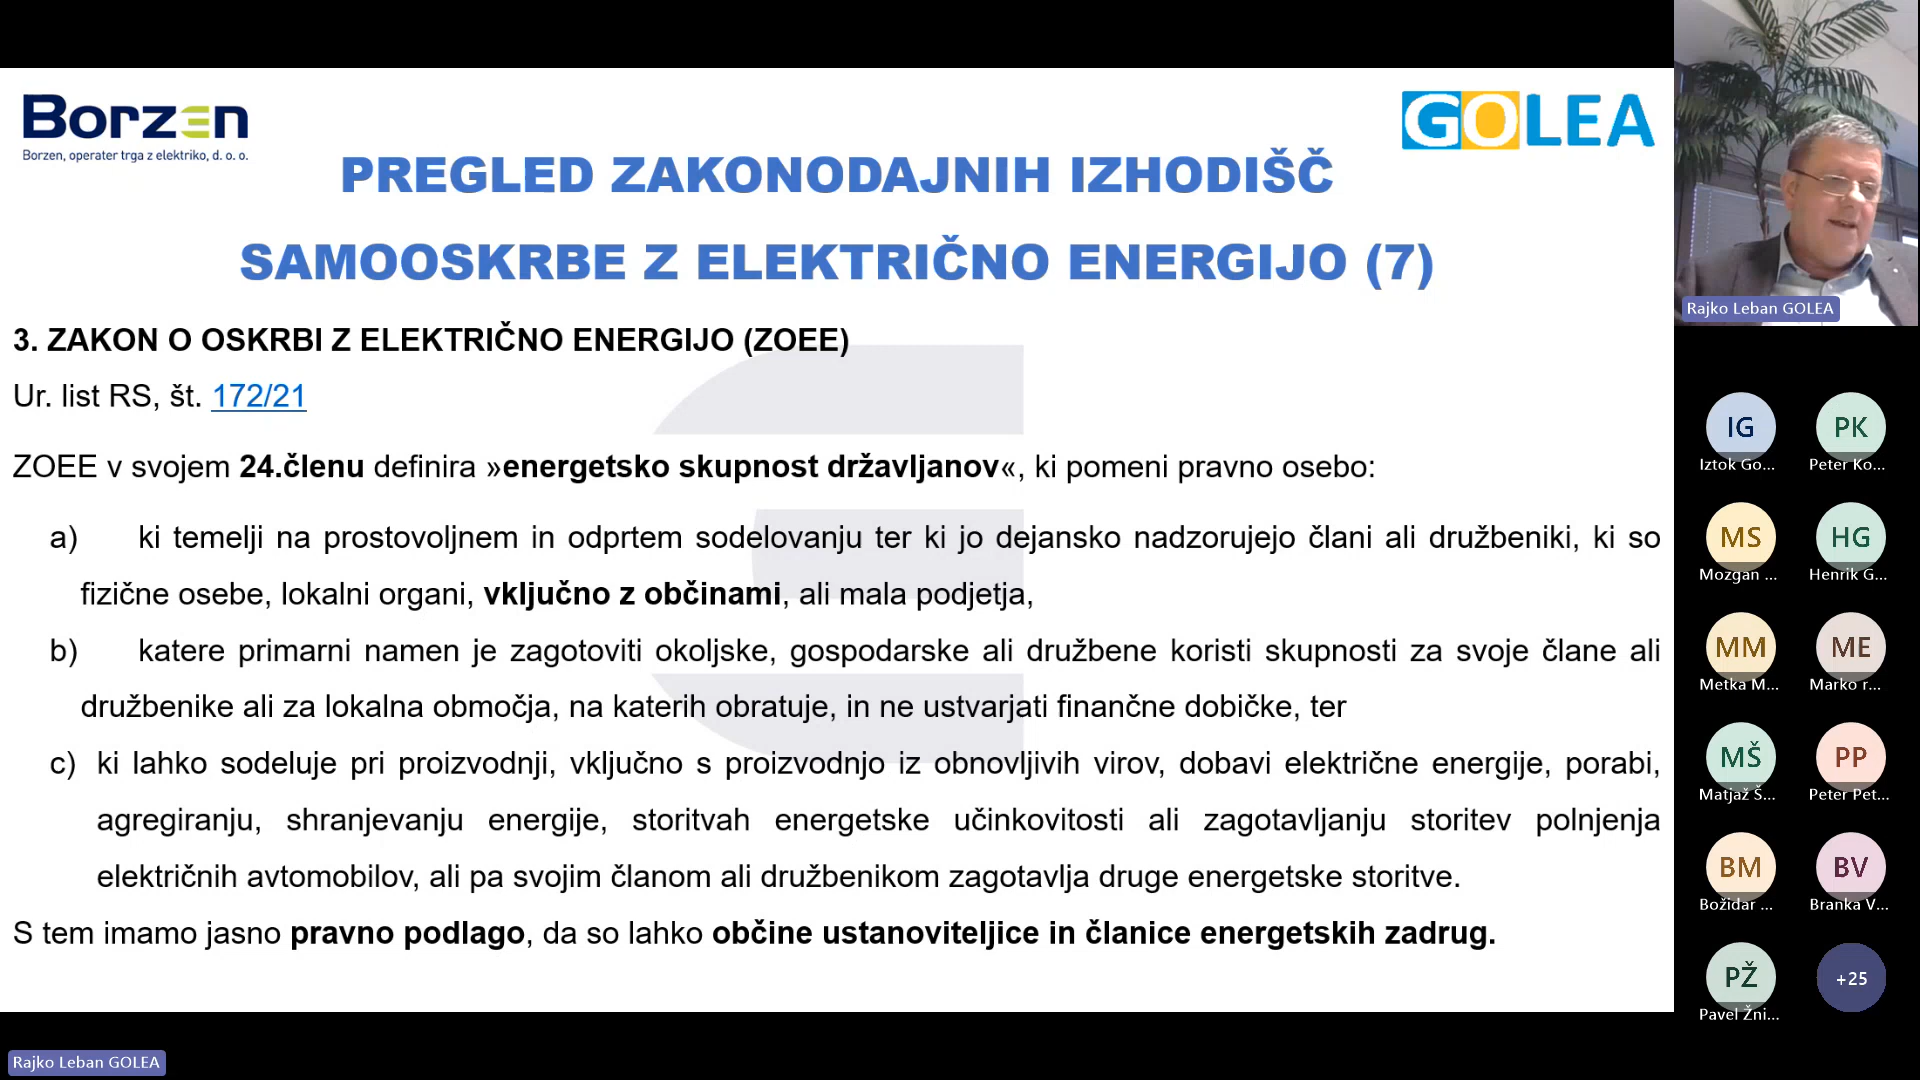 Borzen
Borzen, operater trga z elektriko, d. o. o.
GOLEA
PREGLED ZAKONODAJNIH IZHODIŠČ
SAMOOSKRBE Z ELEKTRIČNO ENERGIJO (7)
3. ZAKON O OSKRBI Z ELEKTRIČNO ENERGIJO (ZOEE)
Ur. list RS, št. 172/21
ZOEE v svojem 24.členu definira »energetsko skupnost državljanov«, ki pomeni pravno osebo:
a) ki temelji na prostovoljnem in odprtem sodelovanju ter ki jo dejansko nadzorujejo člani ali družbeniki, ki so
fizične osebe, lokalni organi, vključno z občinami, ali mala podjetja,
b) katere primarni namen je zagotoviti okoljske, gospodarske ali družbene koristi skupnosti za svoje člane ali
družbenike ali za lokalna območja, na katerih obratuje, in ne ustvarjati finančne dobičke, ter
c) ki lahko sodeluje pri proizvodnji, vključno s proizvodnjo iz obnovljivih virov, dobavi električne energije, porabi,
agregiranju, shranjevanju energije, storitvah energetske učinkovitosti ali zagotavljanju storitev polnjenja
električnih avtomobilov, ali pa svojim članom ali družbenikom zagotavlja druge energetske storitve.
S tem imamo jasno pravno podlago, da so lahko občine ustanoviteljice in članice energetskih zadrug.
Rajko Leban GOLEA
IG
Iztok Go...
PK
Peter Ko...
MS
Mozgan ...
HG
Henrik G...
MM
Metka M...
ME
Marko r...
MŠ
Matjaž Š...
PP
Peter Pet...
BM
Božidar ...
BV
Branka V...
PŽ
Pavel Žni...
+25
Rajko Leban GOLEA